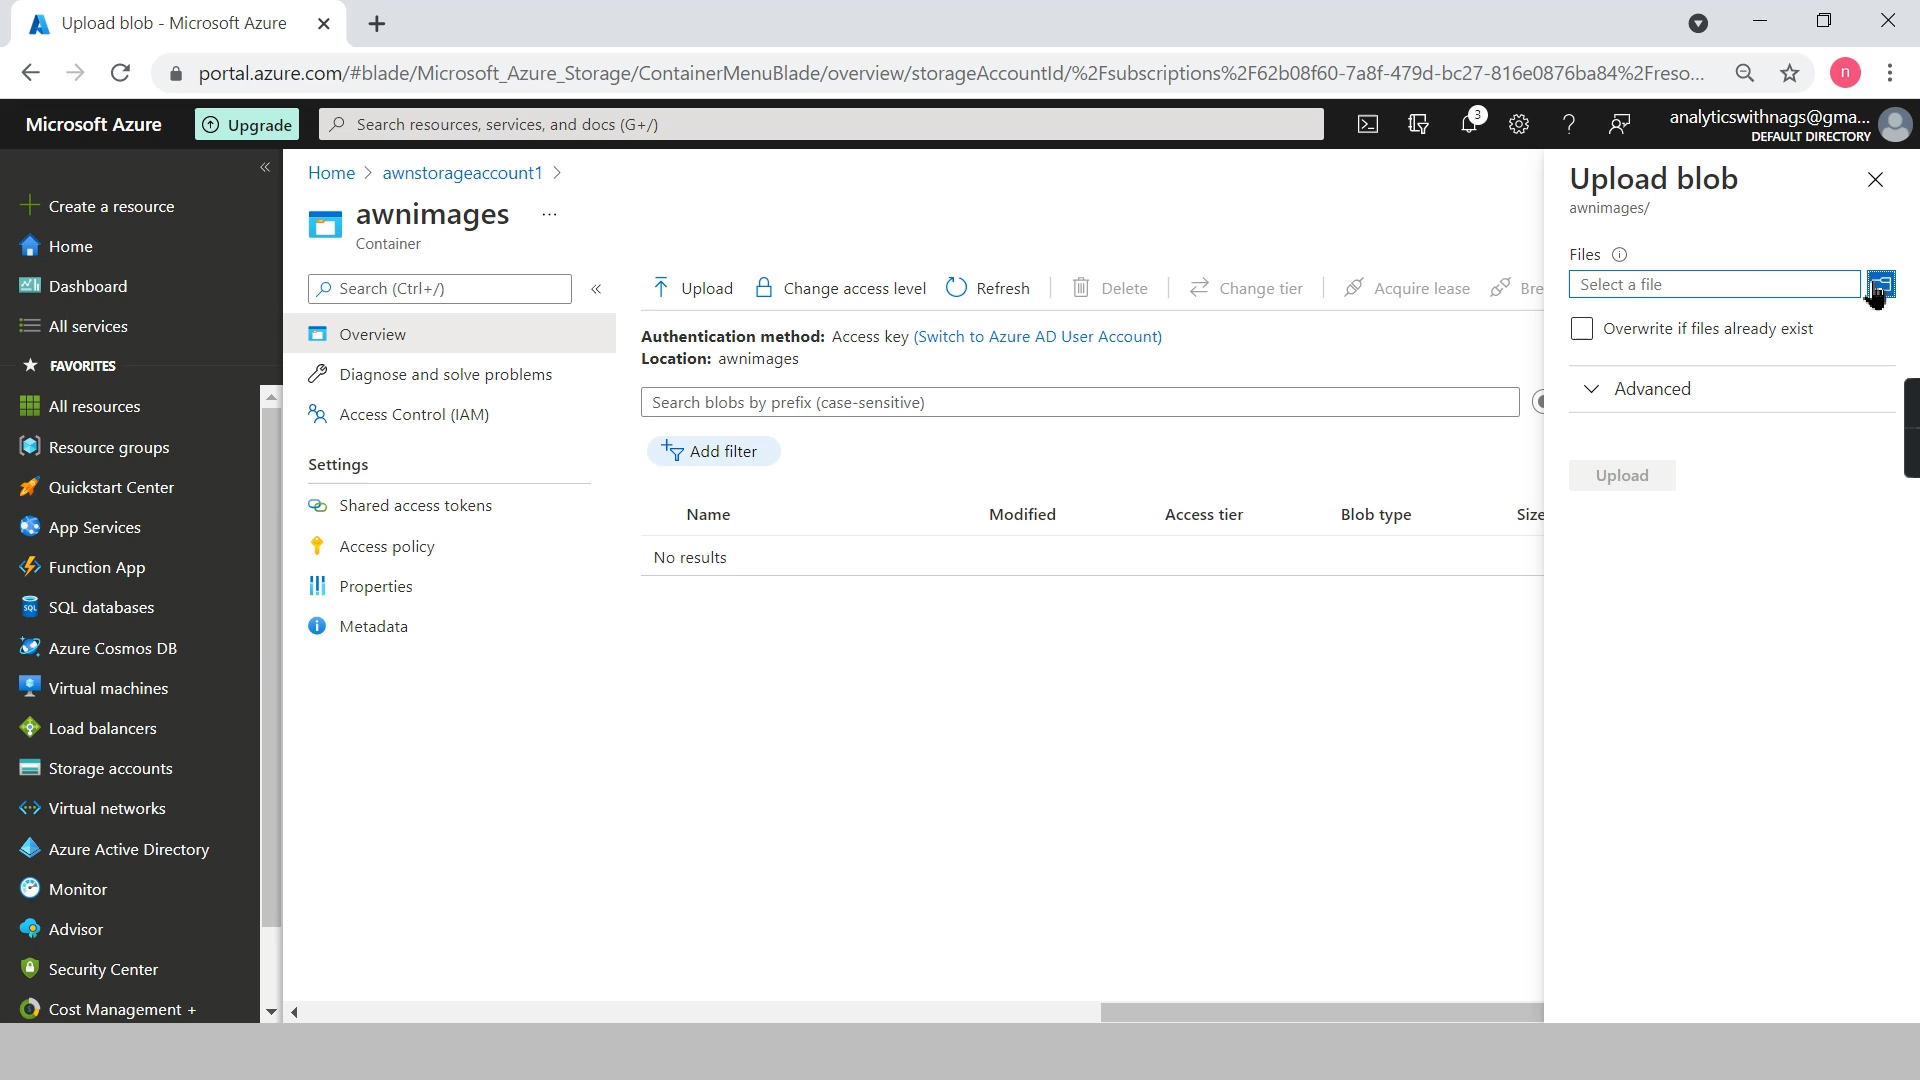 Upload blob - Microsoft Azure
portal.azure.com/#blade/Microsoft_Azure_Storage/ContainerMenuBlade/overview/storageAccountId/%2Fsubscriptions%2F62b08f60-7a8f-479d-bc27-816e0876ba84%2Freso...
n
Microsoft Azure
Upgrade
Search resources, services, and docs (G+/)
3
analyticswithnags@gma...
DEFAULT DIRECTORY
Create a resource
Home
Dashboard
All services
FAVORITES
All resources
Resource groups
Quickstart Center
App Services
Function App
SQL databases
Azure Cosmos DB
Virtual machines
Load balancers
Storage accounts
Virtual networks
Azure Active Directory
Monitor
Advisor
Security Center
Cost Management +
Home > awnstorageaccount1 >
awnimages ...
Container
Search (Ctrl+/)
Overview
Diagnose and solve problems
Access Control (IAM)
Settings
Shared access tokens
Access policy
Properties
Metadata
Upload Change access level Refresh Delete Change tier Acquire lease Bre
Authentication method: Access key (Switch to Azure AD User Account)
Location: awnimages
Search blobs by prefix (case-sensitive)
Add filter
Name Modified Access tier Blob type Size
No results
Upload blob
awnimages/
Files
Select a file
Overwrite if files already exist
Advanced
Upload